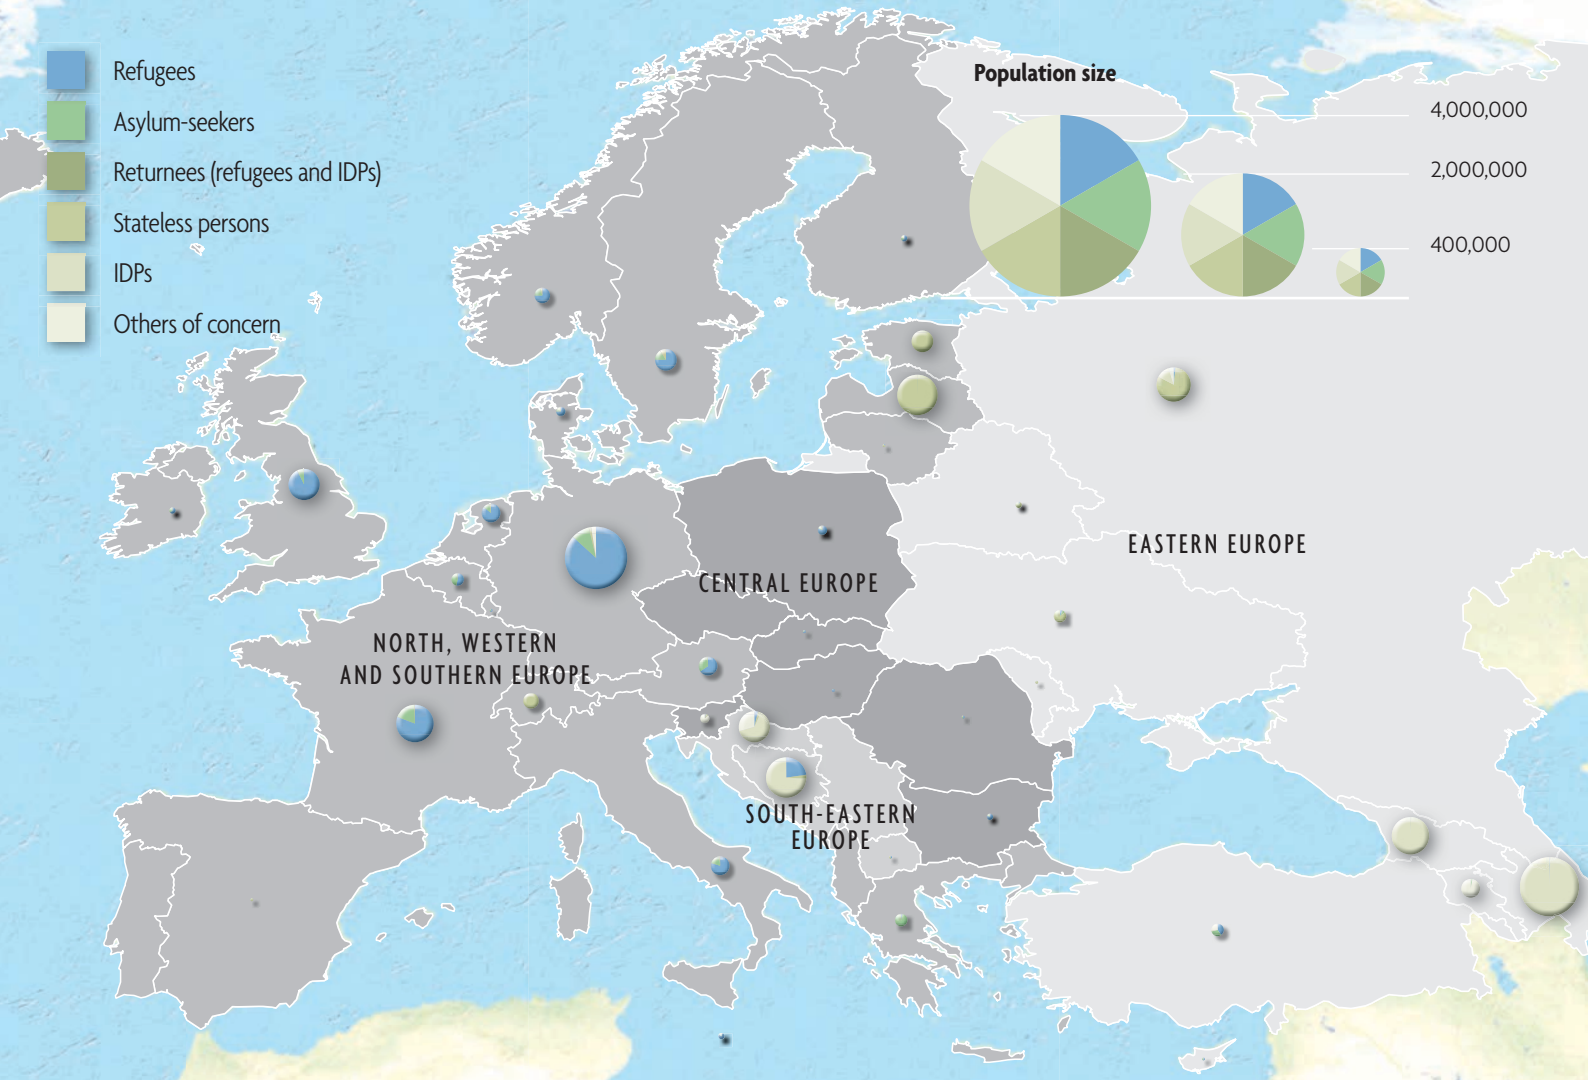 Refugees
Asylum-seekers
Returnees (refugees and IDPs)
Stateless persons
IDPs
Others of concern
Population size
4,000,000
2,000,000
400,000
EASTERN EUROPE
CENTRAL EUROPE
NORTH, WESTERN
AND SOUTHERN EUROPE
SOUTH-EASTERN
EUROPE